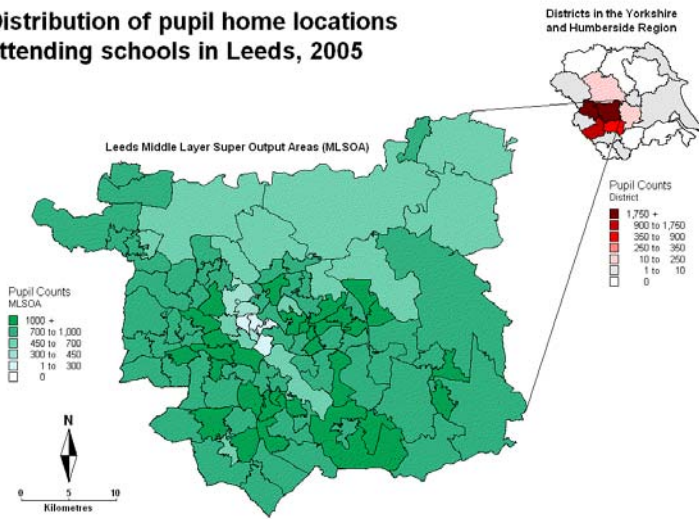 Distribution of pupil home locations
ttending schools in Leeds, 2005
Districts in the Yorkshire
and Humberside Region
Leeds Middle Layer Super Output Areas (MLSOA)
Pupil Counts
District
1,750 +
900 to 1,750
350 to 900
250 to 350
10 to 250
1 to 10
0
Pupil Counts
MLSOA
1000 +
700 to 1,000
450 to 700
300 to 450
1 to 300
0
N
0 5 10
Kilometres